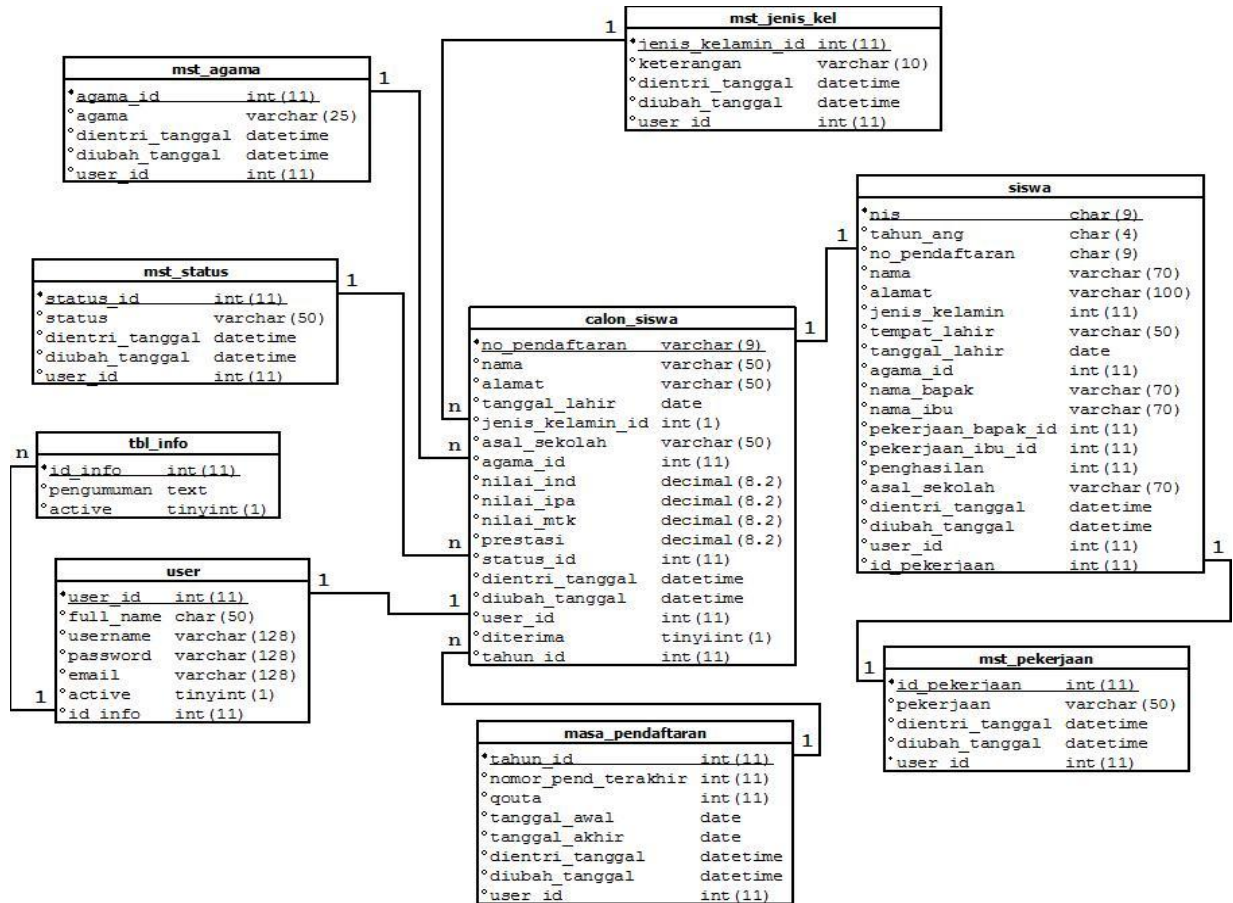 mst_jenis_kel
jenis_kelamin_id int(11)
keterangan varchar(10)
dientri_tanggal datetime
diubah_tanggal datetime
user_id int(11)
1
mst_agama
agama_id int(11)
agama varchar(25)
dientri_tanggal datetime
diubah_tanggal datetime
user_id int(11)
1
siswa
nis char(9)
tahun_ang char(4)
no_pendaftaran char(9)
nama varchar(70)
alamat varchar(100)
jenis_kelamin int(11)
tempat_lahir varchar(50)
tanggal_lahir date
agama_id int(11)
nama_bapak varchar(70)
nama_ibu varchar(70)
pekerjaan_bapak_id int(11)
pekerjaan_ibu_id int(11)
penghasilan int(11)
asal_sekolah varchar(70)
dientri_tanggal datetime
diubah_tanggal datetime
user_id int(11)
id_pekerjaan int(11)
1
1
mst_status
status_id int(11)
status varchar(50)
dientri_tanggal datetime
diubah_tanggal datetime
user_id int(11)
1
calon_siswa
no_pendaftaran varchar(9)
nama varchar(50)
alamat varchar(50)
tanggal_lahir date
jenis_kelamin_id int(1)
asal_sekolah varchar(50)
agama_id int(11)
nilai_ind decimal(8.2)
nilai_ipa decimal(8.2)
nilai_mtk decimal(8.2)
prestasi decimal(8.2)
status_id int(11)
dientri_tanggal datetime
diubah_tanggal datetime
user_id int(11)
diterima tinyiint(1)
tahun_id int(11)
1
n
n
n
1
n
tbl_info
id_info int(11)
pengumuman text
active tinyint(1)
n
user
user_id int(11)
full_name char(50)
username varchar(128)
password varchar(128)
email varchar(128)
active tinyint(1)
id_info int(11)
1
1
mst_pekerjaan
id_pekerjaan int(11)
pekerjaan varchar(50)
dientri_tanggal datetime
diubah_tanggal datetime
user_id int(11)
1
masa_pendaftaran
tahun_id int(11)
nomor_pend_terakhir int(11)
qouta int(11)
tanggal_awal date
tanggal_akhir date
dientri_tanggal datetime
diubah_tanggal datetime
user_id int(11)
1